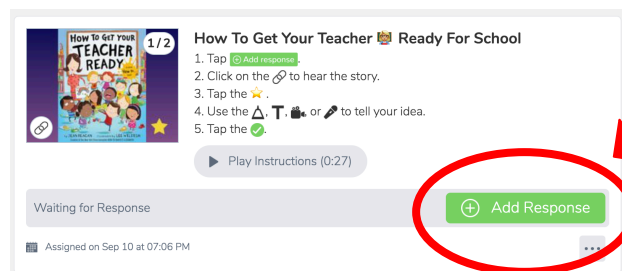 HOW TO GET YOUR
TEACHER
READY
1/2
How To Get Your Teacher Ready For School
1. Tap Add response.
2. Click on the to hear the story.
3. Tap the .
4. Use the , T, , or to tell your idea.
5. Tap the .
Play Instructions (0:27)
Waiting for Response
Add Response
Assigned on Sep 10 at 07:06 PM